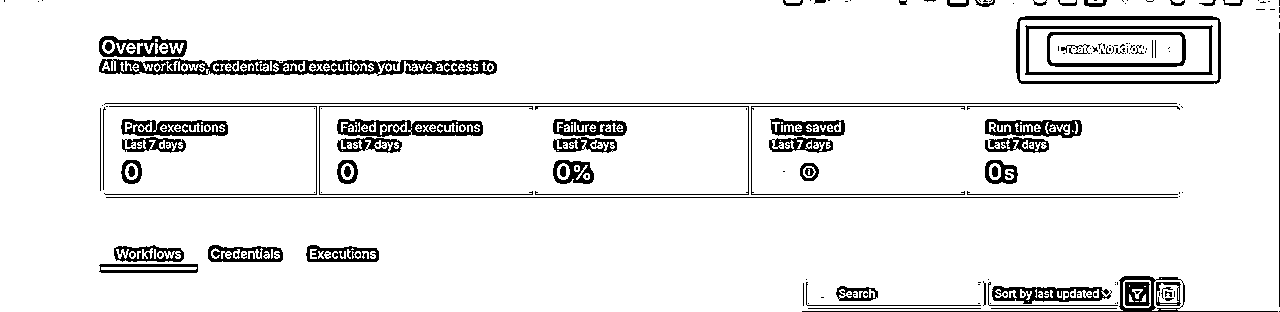 Overview
All the workflows, credentials and executions you have access to
Create Workflow
Prod. executions
Last 7 days
0
Failed prod. executions
Last 7 days
0
Failure rate
Last 7 days
0%
Time saved
Last 7 days
Run time (avg.)
Last 7 days
0s
Workflows Credentials Executions
Search
Sort by last updated